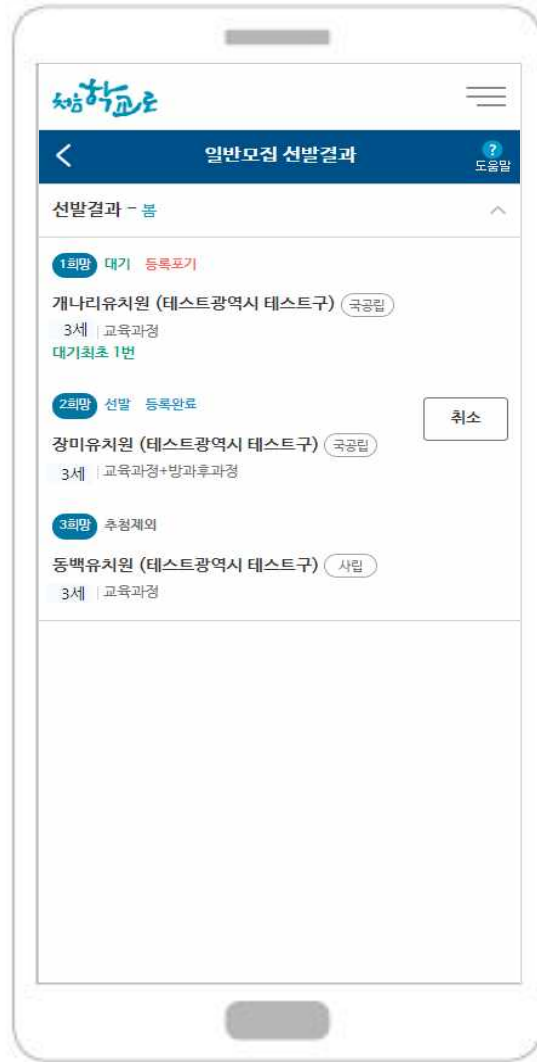 처음학교로
일반모집 선발결과
?
도움말
선발결과 - 봄
1희망 대기 등록포기
개나리유치원 (테스트광역시 테스트구) 국공립
3세 | 교육과정
대기최초 1번
2희망 선발 등록완료
취소
장미유치원 (테스트광역시 테스트구) 국공립
3세 | 교육과정+방과후과정
3희망 추첨제외
동백유치원 (테스트광역시 테스트구) 사립
3세 | 교육과정